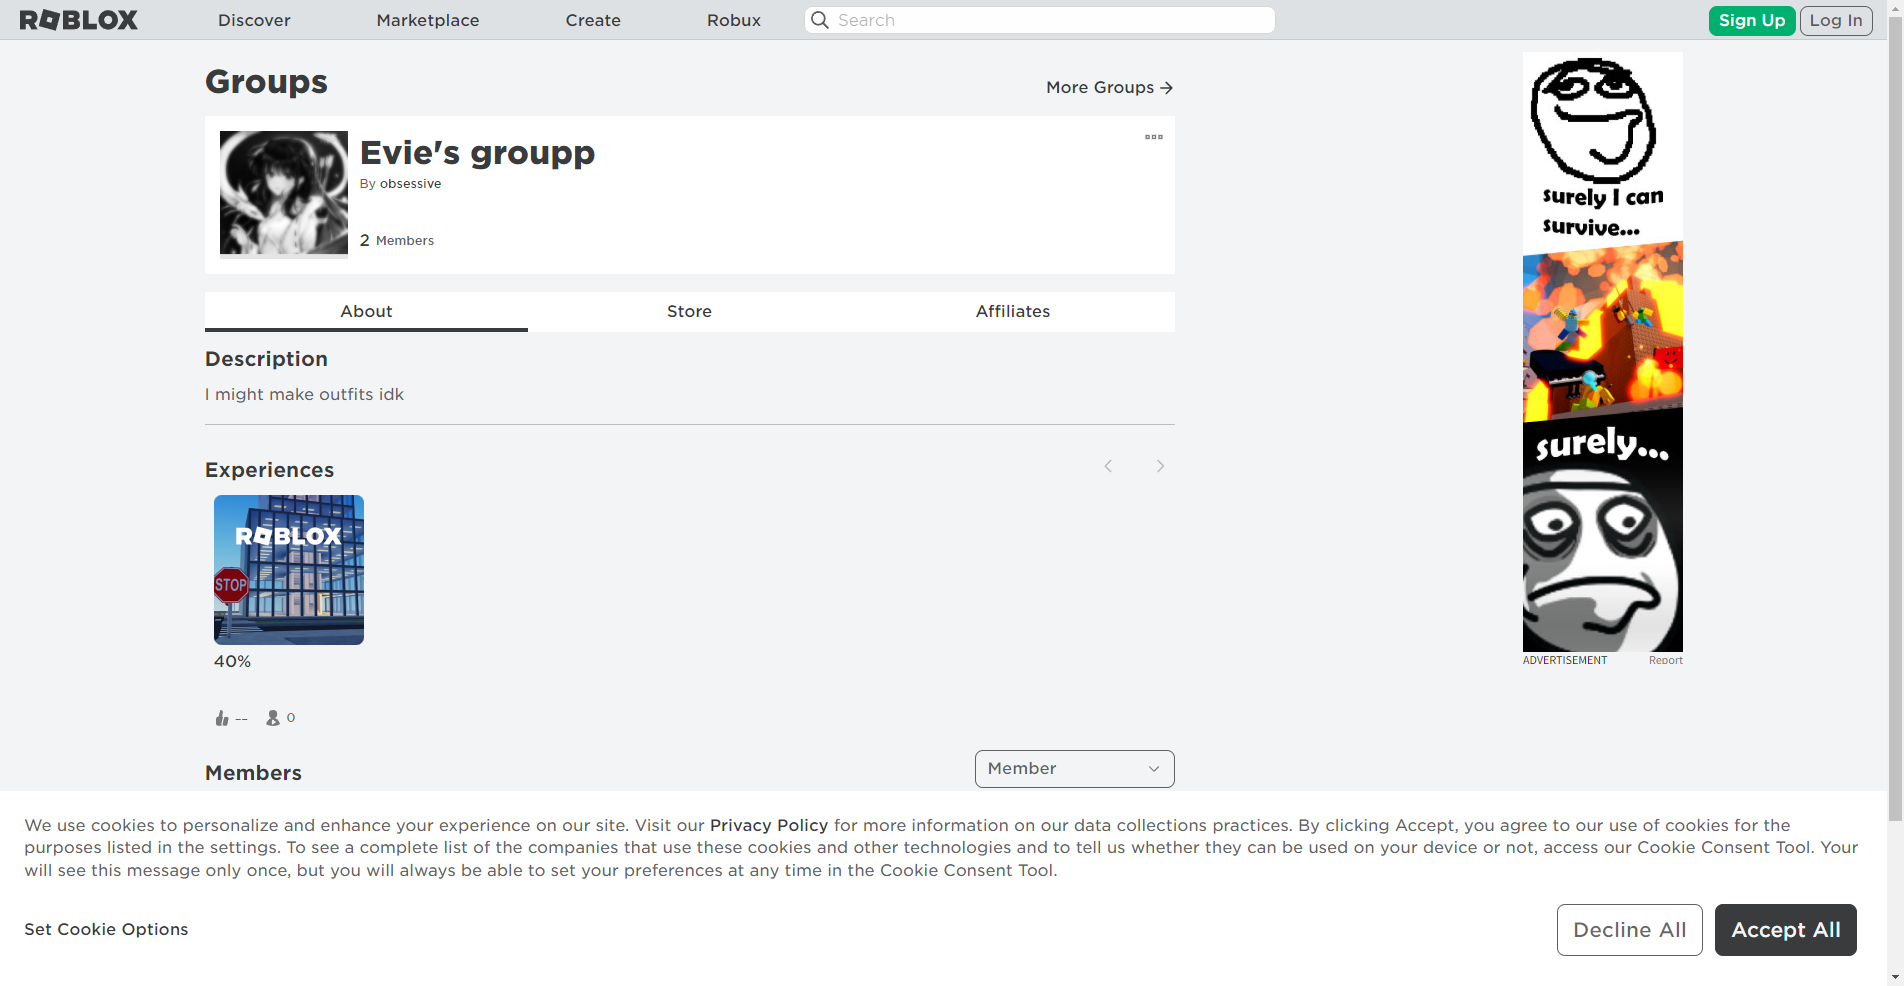 ROBLOX
Discover
Marketplace
Create
Robux
Search
Sign Up
Log In
Groups
More Groups
Evie's groupp
By obsessive
2 Members
About
Store
Affiliates
Description
I might make outfits idk
Experiences
ROBLOX
STOP
40%
--
0
Members
Member
surely I can
survive...
surely...
ADVERTISEMENT
Report
We use cookies to personalize and enhance your experience on our site. Visit our Privacy Policy for more information on our data collections practices. By clicking Accept, you agree to our use of cookies for the
purposes listed in the settings. To see a complete list of the companies that use these cookies and other technologies and to tell us whether they can be used on your device or not, access our Cookie Consent Tool. Your
will see this message only once, but you will always be able to set your preferences at any time in the Cookie Consent Tool.
Set Cookie Options
Decline All
Accept All